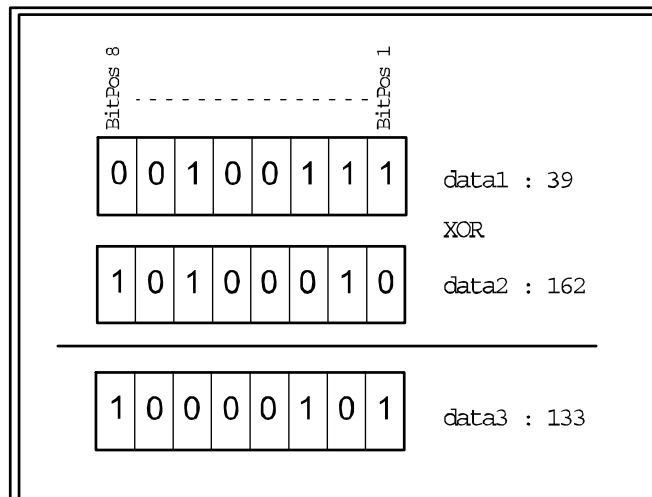 BitPos 8
BitPos 1
0 0 1 0 0 1 1 1 data1 : 39
XOR
1 0 1 0 0 0 1 0 data2 : 162
1 0 0 0 0 1 0 1 data3 : 133